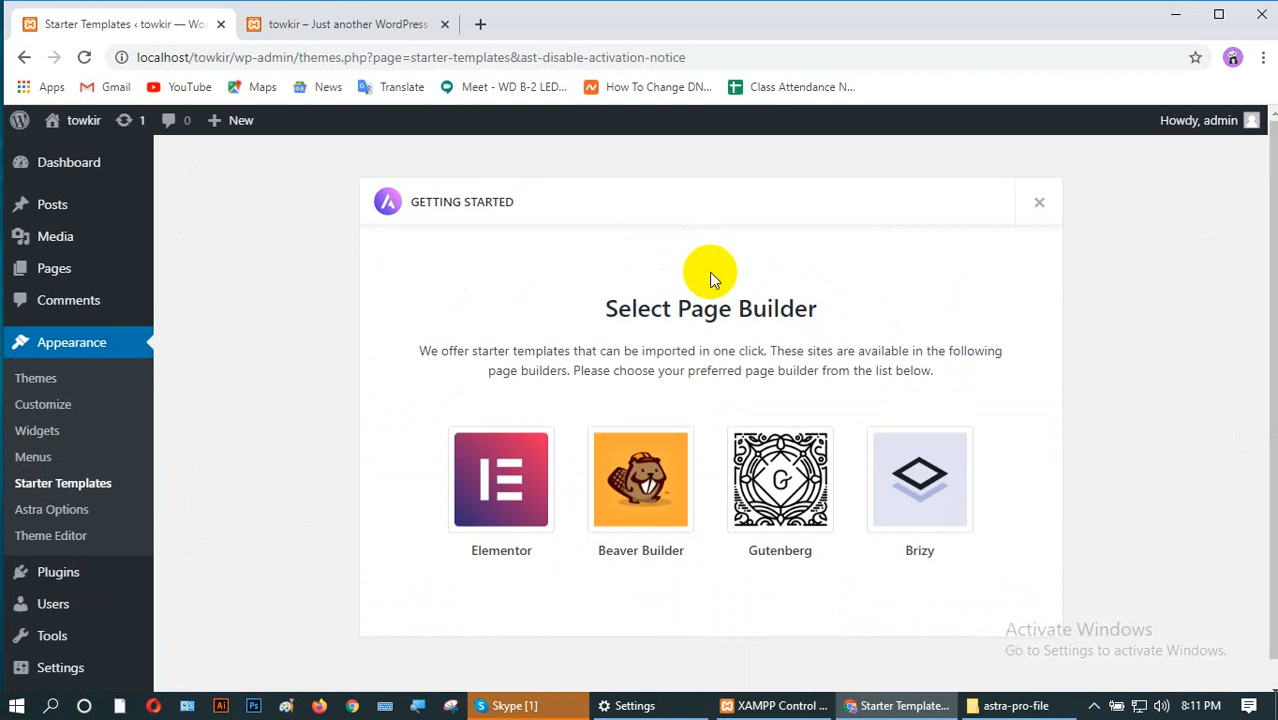 Starter Templates ‹ towkir — Wo
towkir – Just another WordPress
localhost/towkir/wp-admin/themes.php?page=starter-templates&ast-disable-activation-notice
Apps
Gmail
YouTube
Maps
News
Translate
Meet - WD B-2 LEC...
How To Change DN...
Class Attendance N...
towkir
1
0
New
Howdy, admin
Dashboard
Posts
Media
Pages
Comments
Appearance
Themes
Customize
Widgets
Menus
Starter Templates
Astra Options
Theme Editor
Plugins
Users
Tools
Settings
GETTING STARTED
Select Page Builder
We offer starter templates that can be imported in one click. These sites are available in the following
page builders. Please choose your preferred page builder from the list below.
G
Elementor
Beaver Builder
Gutenberg
Brizy
Activate Windows
Go to Settings to activate Windows.
Ai
Ps
Skype [1]
Settings
XAMPP Control ...
Starter Template...
astra-pro-file
8:11 PM